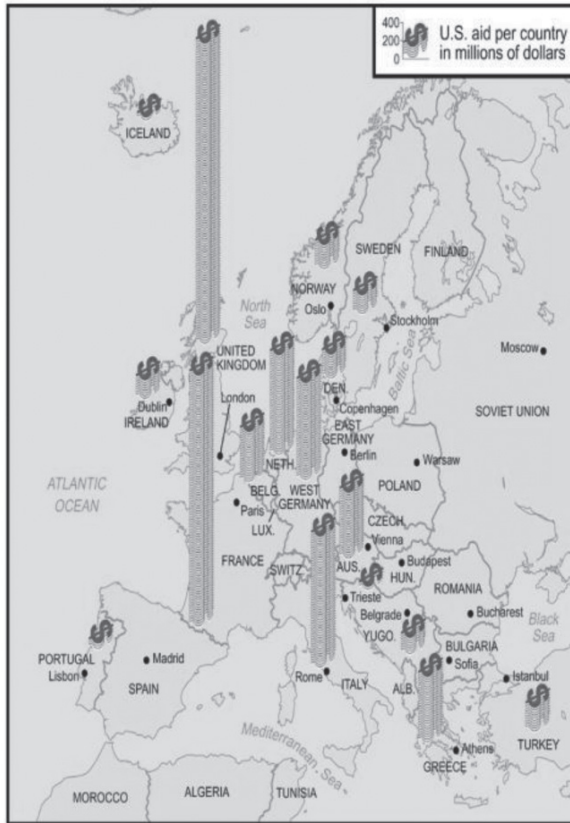 400
200
0
U.S. aid per country
in millions of dollars
ICELAND
SWEDEN
FINLAND
NORWAY
Oslo
North
Sea
Stockholm
Baltic Sea
Moscow
UNITED
KINGDOM
London
Dublin
IRELAND
DEN.
Copenhagen
EAST
GERMANY
Berlin
SOVIET UNION
Warsaw
POLAND
ATLANTIC
OCEAN
NETH.
BELG.
WEST
GERMANY
Paris
LUX.
CZECH.
Vienna
FRANCE
SWITZ.
AUS.
Budapest
HUN.
ROMANIA
Trieste
Belgrade
Bucharest
YUGO.
Black
Sea
BULGARIA
Sofia
PORTUGAL
Lisbon
Madrid
SPAIN
Rome
ITALY
ALB.
Istanbul
TURKEY
Mediterranean Sea
Athens
GREECE
MOROCCO
ALGERIA
TUNISIA